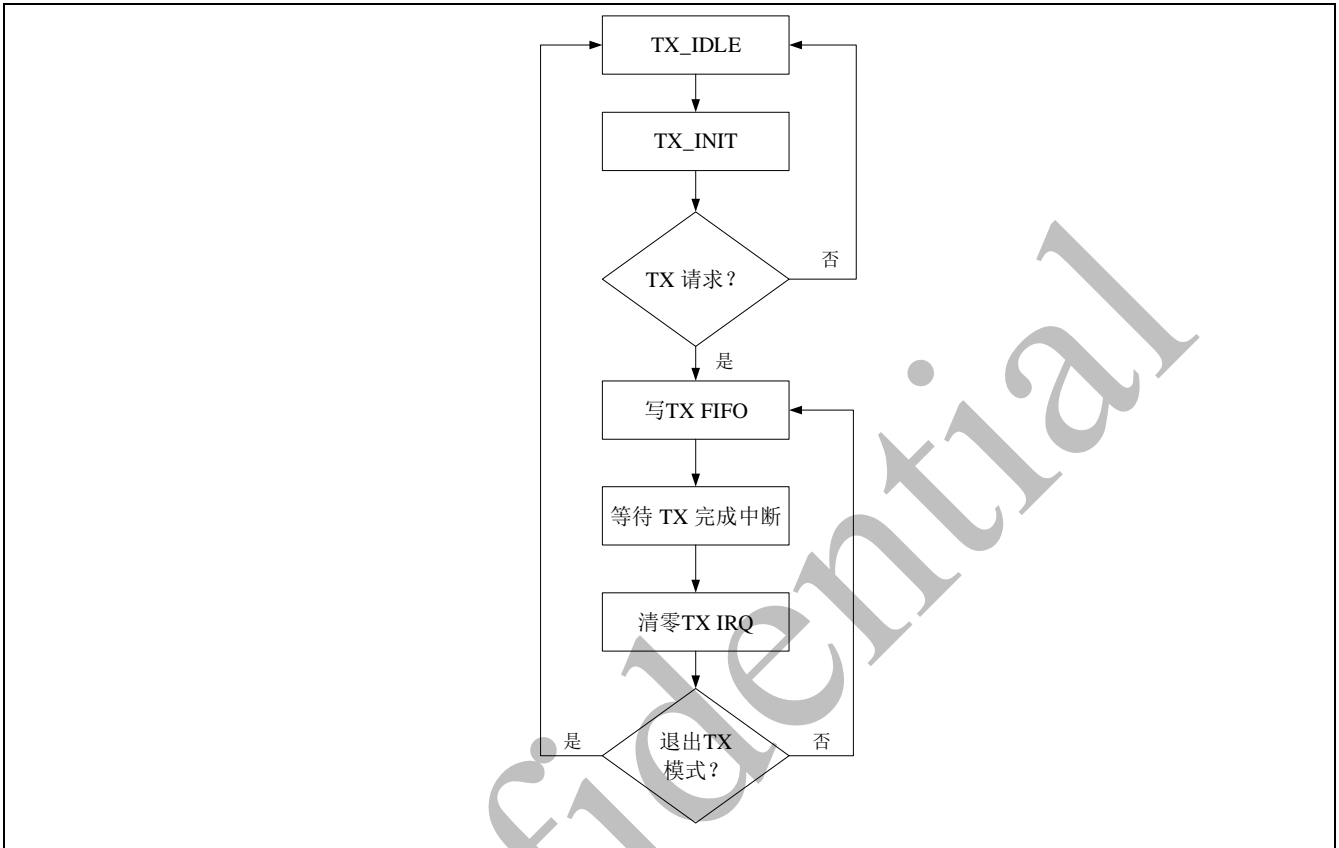 TX_IDLE
TX_INIT
TX 请求？
否
是
写TX FIFO
等待 TX 完成中断
清零TX IRQ
是
退出TX
模式？
否
fidential